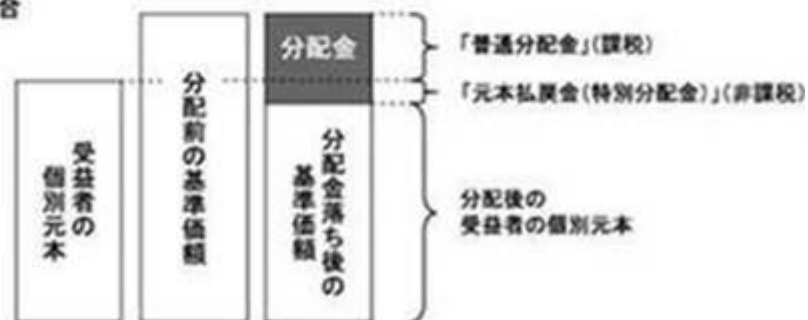 合
分配金
「普通分配金」(課税)
「元本払戻金(特別分配金)」(非課税)
受益者の
個別元本
分配前の基準価額
分配金落ち後の
基準価額
分配後の
受益者の個別元本